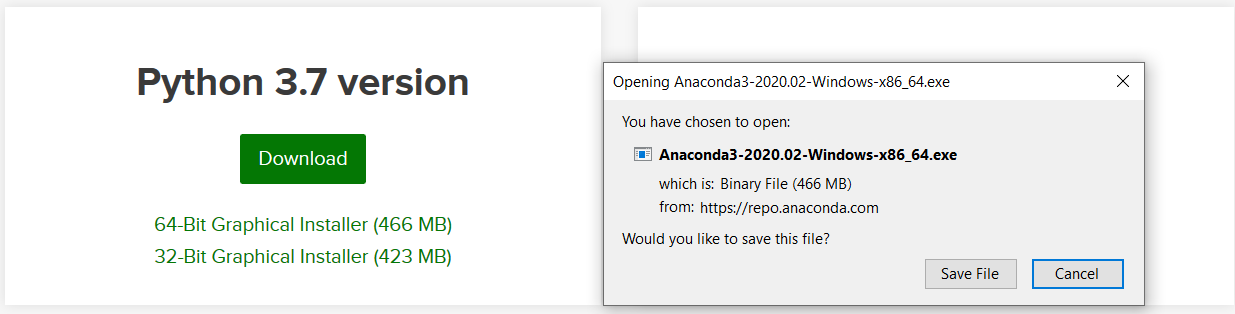 Python 3.7 version
Download
64-Bit Graphical Installer (466 MB)
32-Bit Graphical Installer (423 MB)
Opening Anaconda3-2020.02-Windows-x86_64.exe
You have chosen to open:
Anaconda3-2020.02-Windows-x86_64.exe
which is: Binary File (466 MB)
from: https://repo.anaconda.com
Would you like to save this file?
Save File
Cancel